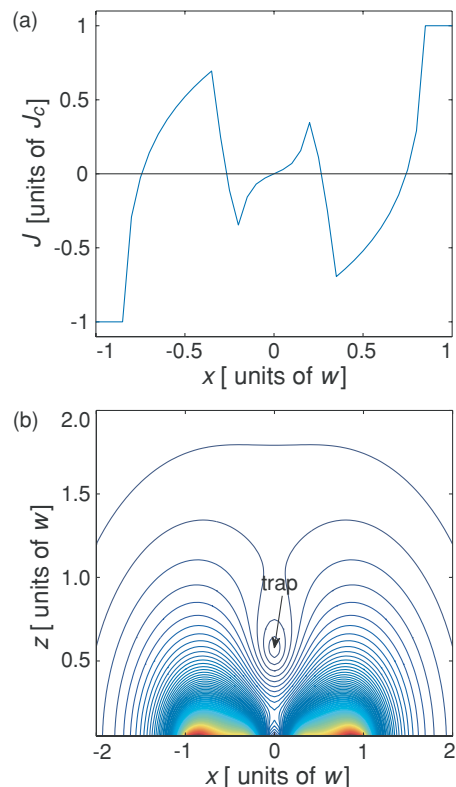 (a)
1
0.5
0
-0.5
-1
J [units of Jc]
-1 -0.5 0 0.5 1
x [ units of w]
(b)
2.0
1.5
1.0
0.5
z [ units of w]
trap
-2 -1 0 1 2
x [ units of w]